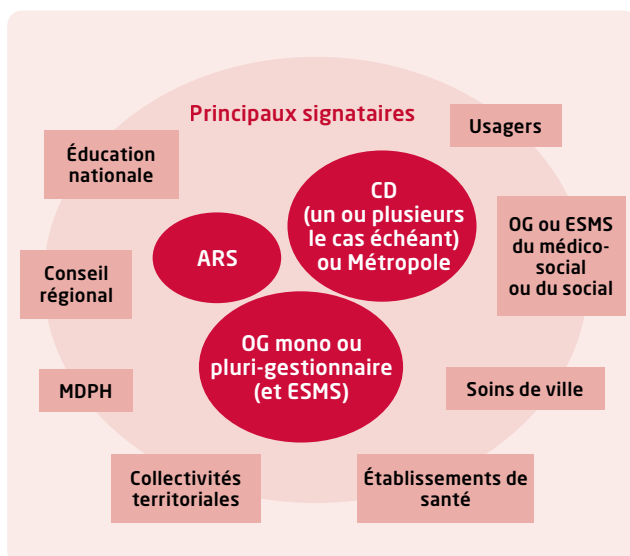 Principaux signataires
Usagers
Éducation
nationale
CD
(un ou plusieurs
le cas échéant)
ou Métropole
OG ou ESMS
du médico-
social
ou du social
ARS
Conseil
régional
OG mono ou
pluri-gestionnaire
(et ESMS)
MDPH
Soins de ville
Collectivités
territoriales
Établissements de
santé